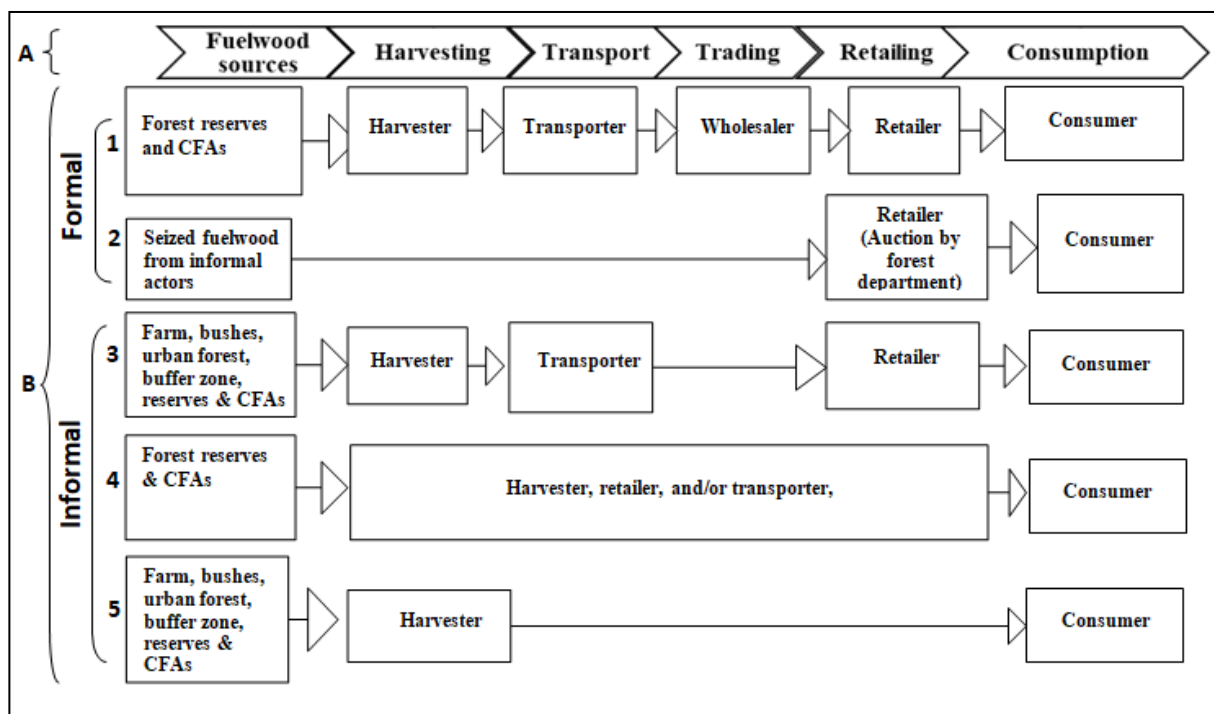 A
Fuelwood
sources
Harvesting
Transport
Trading
Retailing
Consumption
B
Formal
1
Forest reserves
and CFAs
Harvester
Transporter
Wholesaler
Retailer
Consumer
2
Seized fuelwood
from informal
actors
Retailer
(Auction by
forest
department)
Consumer
Informal
3
Farm, bushes,
urban forest,
buffer zone,
reserves & CFAs
Harvester
Transporter
Retailer
Consumer
4
Forest reserves
& CFAs
Harvester, retailer, and/or transporter,
Consumer
5
Farm, bushes,
urban forest,
buffer zone,
reserves &
CFAs
Harvester
Consumer